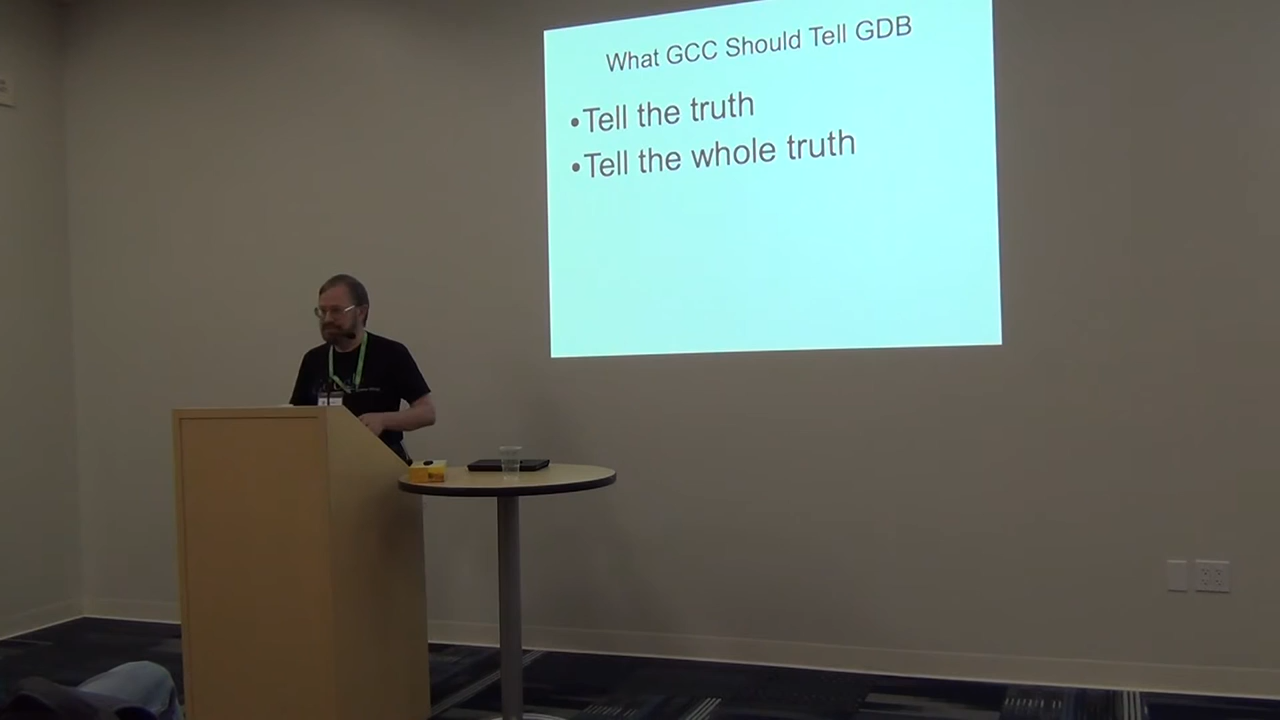 What GCC Should Tell GDB
•Tell the truth
•Tell the whole truth